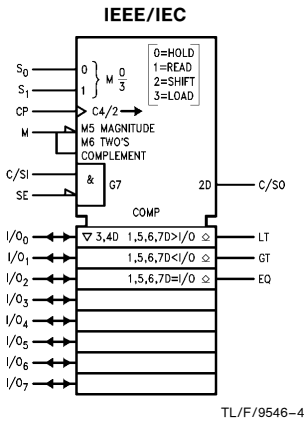 IEEE/IEC
S0 0 M 0/3 0=HOLD
S1 1 1=READ
2=SHIFT
3=LOAD
CP C4/2
M M5 MAGNITUDE
M6 TWO'S
COMPLEMENT
C/SI & G7 2D C/SO
SE
COMP
I/O0 ▽ 3,4D 1,5,6,7D>I/O ◇ LT
I/O1 1,5,6,7D<I/O ◇ GT
I/O2 1,5,6,7D=I/O ◇ EQ
I/O3
I/O4
I/O5
I/O6
I/O7
TL/F/9546-4